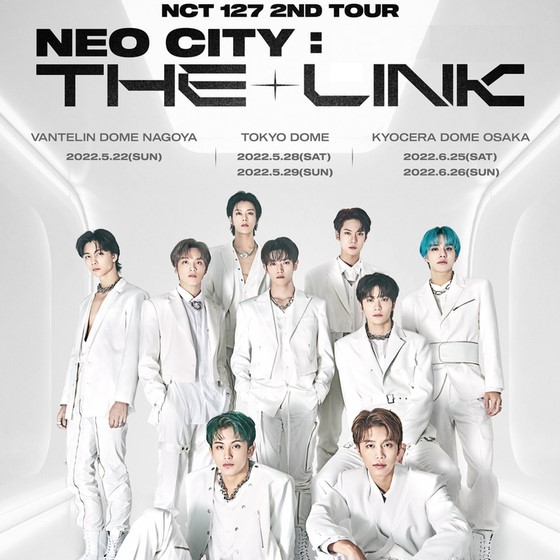 NCT 127 2ND TOUR
NEO CITY :
THE LINK
VANTELIN DOME NAGOYA
2022.5.22(SUN)
TOKYO DOME
2022.5.28(SAT)
2022.5.29(SUN)
KYOCERA DOME OSAKA
2022.6.25(SAT)
2022.6.26(SUN)